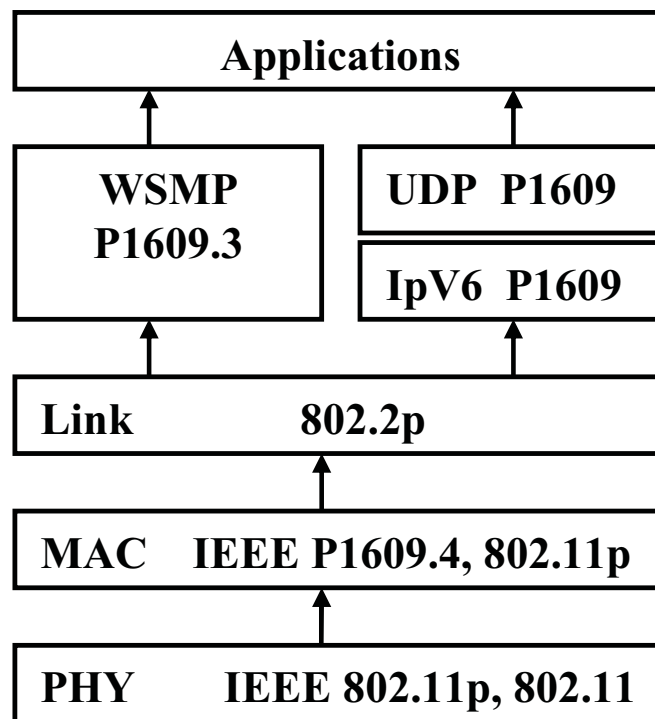 Applications
WSMP
P1609.3
UDP P1609
IpV6 P1609
Link 802.2p
MAC IEEE P1609.4, 802.11p
PHY IEEE 802.11p, 802.11